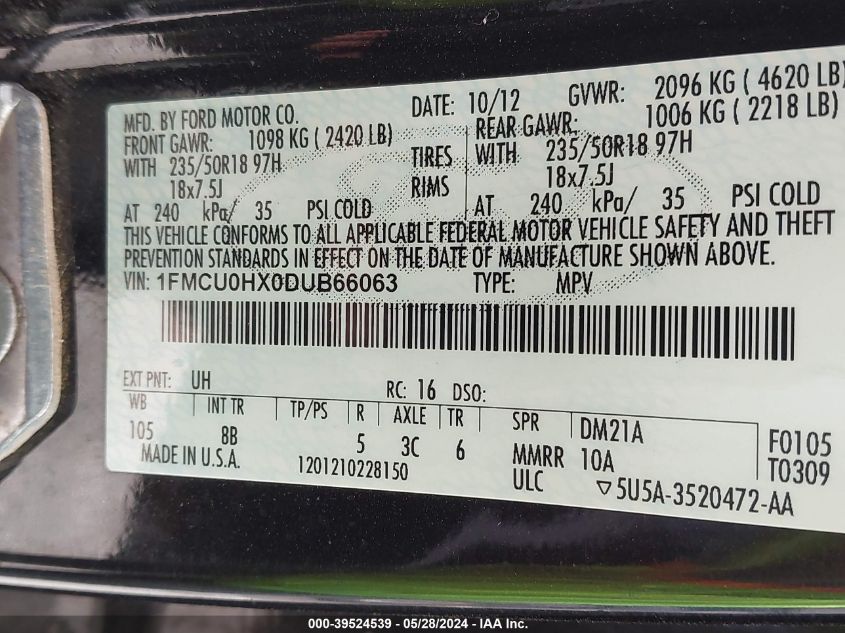 MFD. BY FORD MOTOR CO. DATE: 10/12 GVWR: 2096 KG ( 4620 LB)
FRONT GAWR: 1098 KG ( 2420 LB) REAR GAWR: 1006 KG ( 2218 LB)
WITH 235/50R18 97H TIRES WITH 235/50R18 97H
18x7.5J RIMS 18x7.5J
AT 240 kPa/ 35 PSI COLD AT 240 kPa/ 35 PSI COLD
THIS VEHICLE CONFORMS TO ALL APPLICABLE FEDERAL MOTOR VEHICLE SAFETY AND THEFT
PREVENTION STANDARDS IN EFFECT ON THE DATE OF MANUFACTURE SHOWN ABOVE.
VIN: 1FMCU0HX0DUB66063 TYPE: MPV
EXT PNT: UH RC: 16 DSO:
WB INT TR TP/PS R AXLE TR SPR DM21A F0105
105 8B 5 3C 6 MMRR 10A T0309
MADE IN U.S.A. 1201210228150 ULC ▽5U5A-3520472-AA
000-39524539 - 05/28/2024 - IAA Inc.